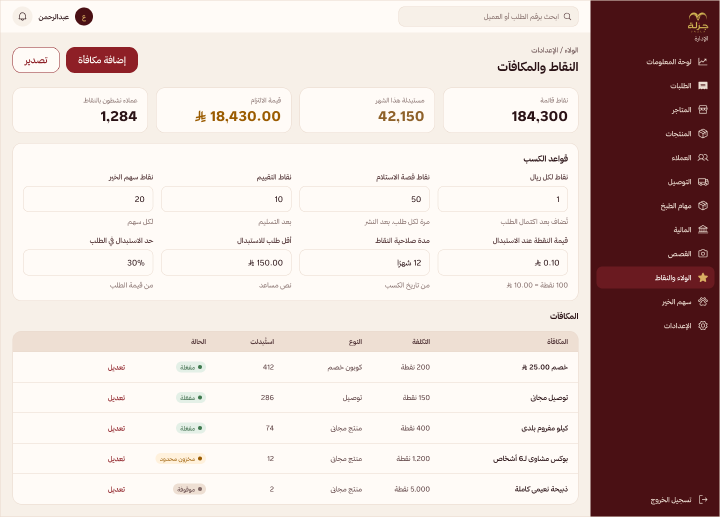 جزلة
الإدارة
لوحة المعلومات
الطلبات
المتاجر
المنتجات
العملاء
التوصيل
مهام الطبخ
المالية
القصص
الولاء والنقاط
سهم الخير
الإعدادات
تسجيل الخروج
ابحث برقم الطلب أو العميل
عبدالرحمن
ع
الولاء / الإعدادات
النقاط والمكافآت
إضافة مكافأة
تصدير
نقاط قائمة
184,300
مستبدلة هذا الشهر
42,150
قيمة الالتزام
18,430.00 ⃁
عملاء نشطون بالنقاط
1,284
قواعد الكسب
نقاط لكل ريال
1
تُضاف بعد اكتمال الطلب
نقاط قصة الاستلام
50
مرة لكل طلب، بعد النشر
نقاط التقييم
10
بعد التسليم
نقاط سهم الخير
20
لكل سهم
قيمة النقطة عند الاستبدال
0.10 ⃁
100 نقطة = 10.00 ⃁
مدة صلاحية النقاط
12 شهرًا
من تاريخ الكسب
أقل طلب للاستبدال
150.00 ⃁
نص مساعد
حد الاستبدال في الطلب
30%
من قيمة الطلب
المكافآت
المكافأة التكلفة النوع استُبدلت الحالة
خصم 25.00 ⃁ 200 نقطة كوبون خصم 412 مفعّلة تعديل
توصيل مجاني 150 نقطة توصيل 286 مفعّلة تعديل
كيلو مفروم بلدي 400 نقطة منتج مجاني 74 مفعّلة تعديل
بوكس مشاوي لـ6 أشخاص 1,200 نقطة منتج مجاني 12 مخزون محدود تعديل
ذبيحة نعيمي كاملة 5,000 نقطة منتج مجاني 2 موقوفة تعديل